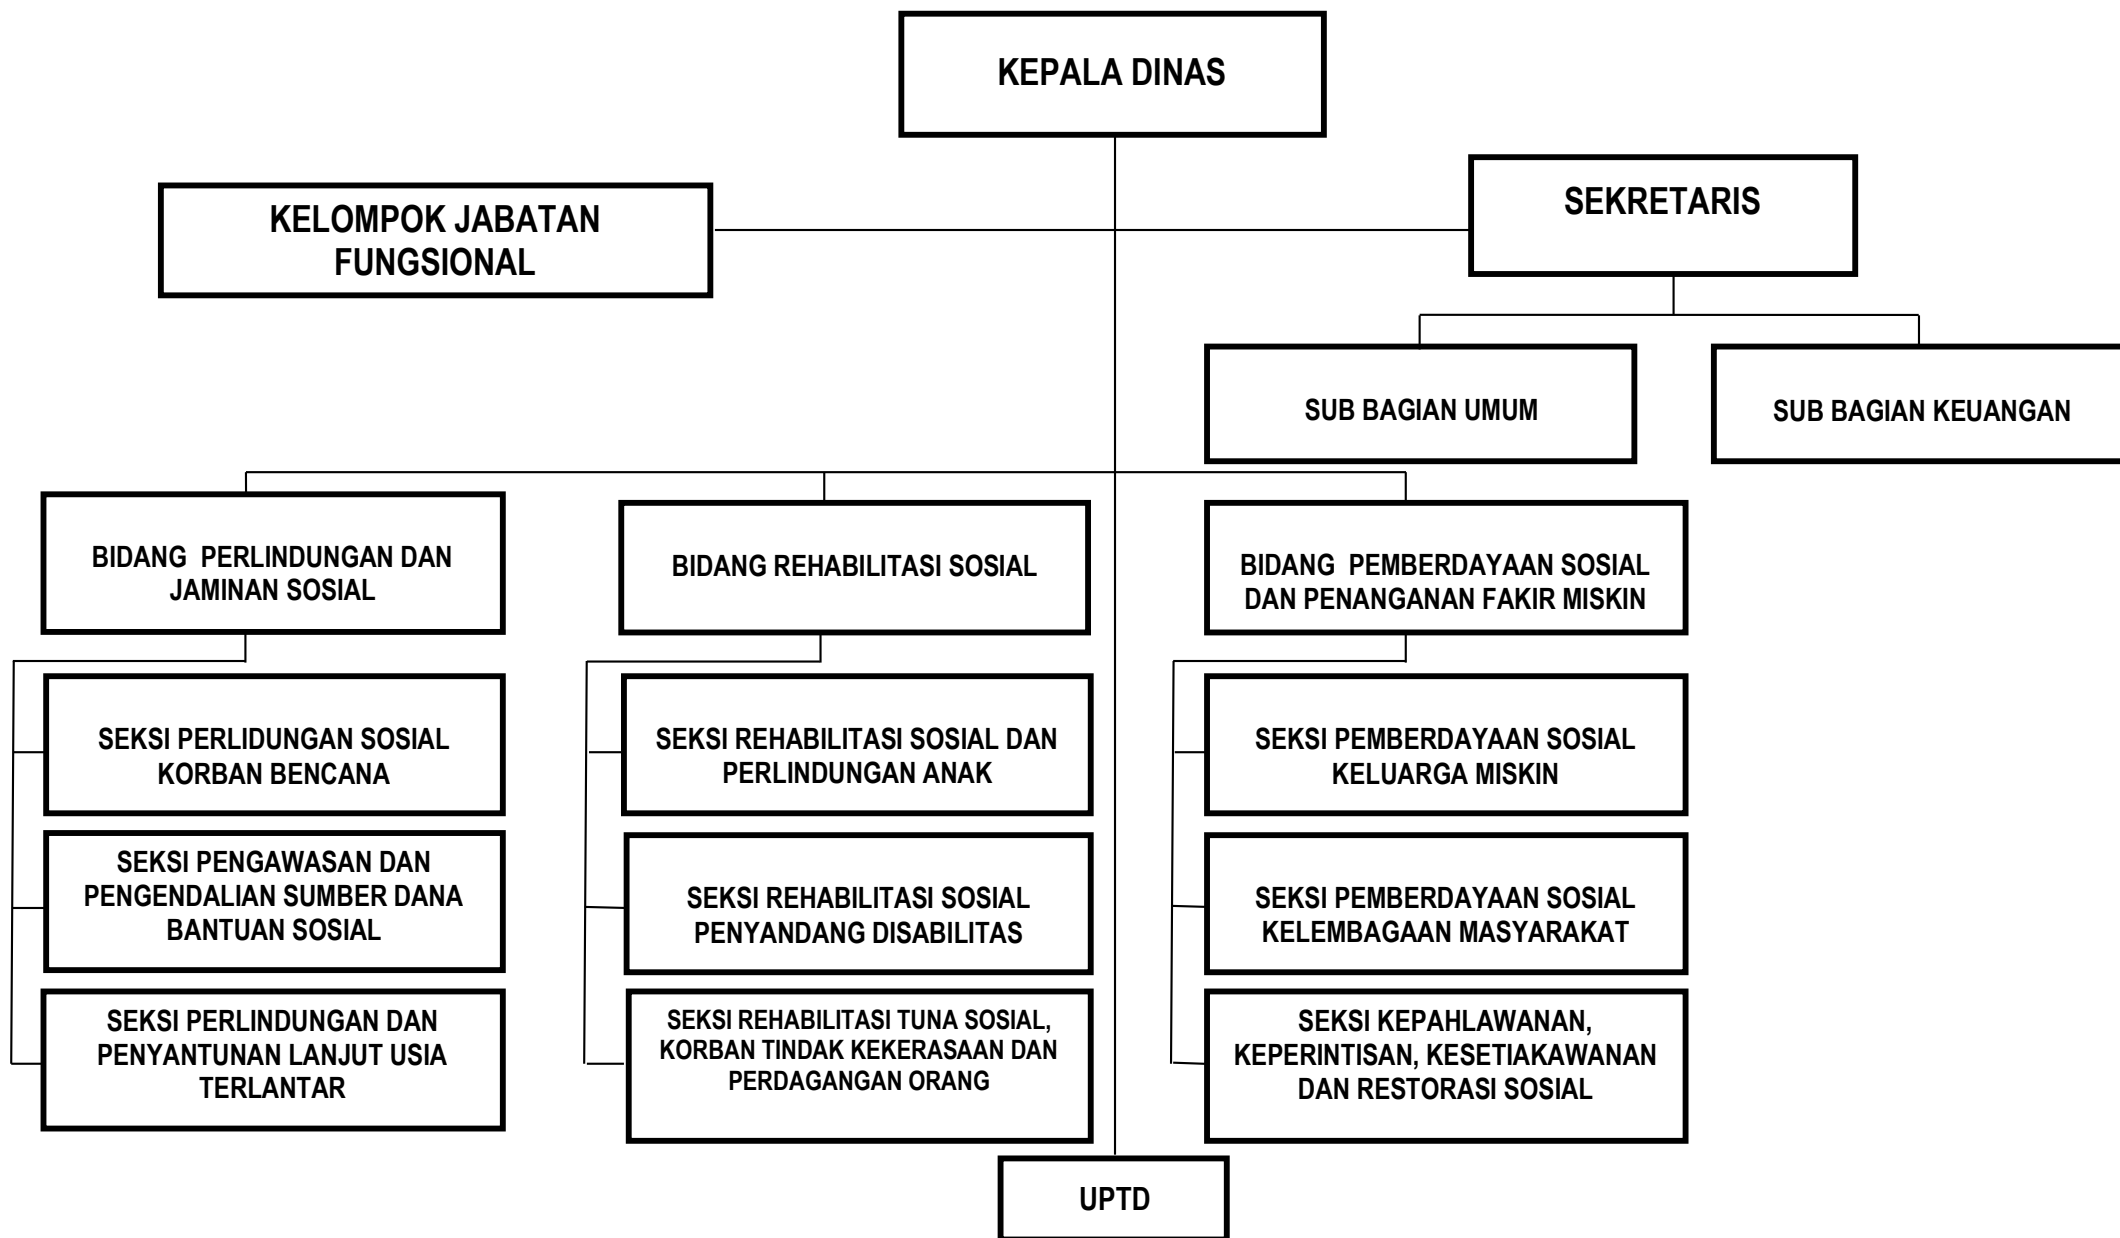 KEPALA DINAS
KELOMPOK JABATAN
FUNGSIONAL
SEKRETARIS
SUB BAGIAN UMUM
SUB BAGIAN KEUANGAN
BIDANG  PERLINDUNGAN DAN
JAMINAN SOSIAL
BIDANG REHABILITASI SOSIAL
BIDANG  PEMBERDAYAAN SOSIAL
DAN PENANGANAN FAKIR MISKIN
SEKSI PERLIDUNGAN SOSIAL
KORBAN BENCANA
SEKSI REHABILITASI SOSIAL DAN
PERLINDUNGAN ANAK
SEKSI PEMBERDAYAAN SOSIAL
KELUARGA MISKIN
SEKSI PENGAWASAN DAN
PENGENDALIAN SUMBER DANA
BANTUAN SOSIAL
SEKSI REHABILITASI SOSIAL
PENYANDANG DISABILITAS
SEKSI PEMBERDAYAAN SOSIAL
KELEMBAGAAN MASYARAKAT
SEKSI PERLINDUNGAN DAN
PENYANTUNAN LANJUT USIA
TERLANTAR
SEKSI REHABILITASI TUNA SOSIAL,
KORBAN TINDAK KEKERASAAN DAN
PERDAGANGAN ORANG
SEKSI KEPAHLAWANAN,
KEPERINTISAN, KESETIAKAWANAN
DAN RESTORASI SOSIAL
UPTD